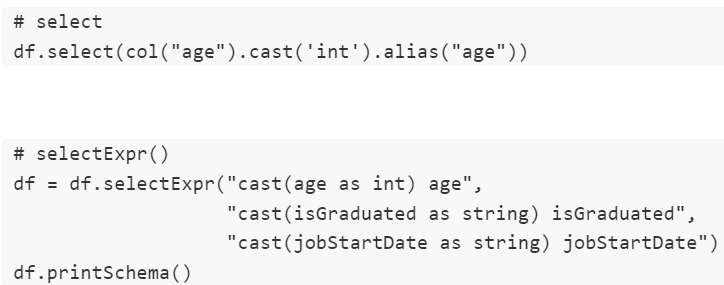 # select
df.select(col("age").cast('int').alias("age"))
# selectExpr()
df = df.selectExpr("cast(age as int) age",
"cast(isGraduated as string) isGraduated",
"cast(jobStartDate as string) jobStartDate")
df.printSchema()